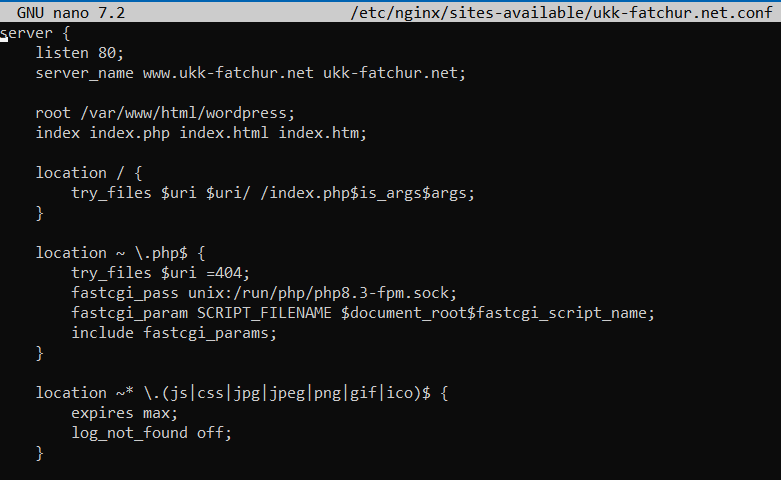 GNU nano 7.2 /etc/nginx/sites-available/ukk-fatchur.net.conf
server {
    listen 80;
    server_name www.ukk-fatchur.net ukk-fatchur.net;

    root /var/www/html/wordpress;
    index index.php index.html index.htm;

    location / {
        try_files $uri $uri/ /index.php$is_args$args;
    }

    location ~ \.php$ {
        try_files $uri =404;
        fastcgi_pass unix:/run/php/php8.3-fpm.sock;
        fastcgi_param SCRIPT_FILENAME $document_root$fastcgi_script_name;
        include fastcgi_params;
    }

    location ~* \.(js|css|jpg|jpeg|png|gif|ico)$ {
        expires max;
        log_not_found off;
    }